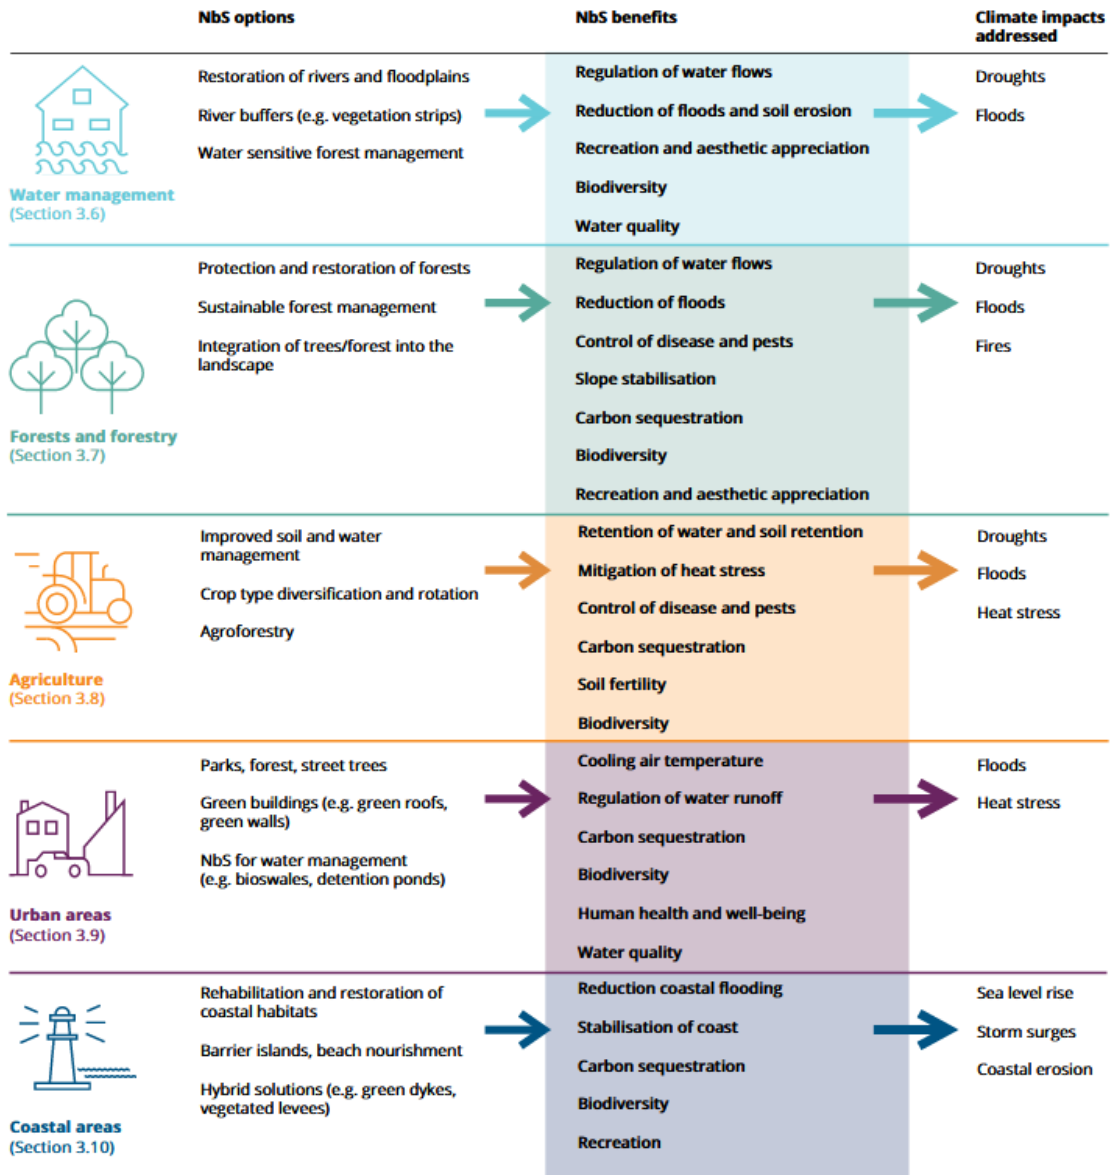 NbS options
NbS benefits
Climate impacts
addressed
Water management
(Section 3.6)
Restoration of rivers and floodplains
River buffers (e.g. vegetation strips)
Water sensitive forest management
Regulation of water flows
Reduction of floods and soil erosion
Recreation and aesthetic appreciation
Biodiversity
Water quality
Droughts
Floods
Forests and forestry
(Section 3.7)
Protection and restoration of forests
Sustainable forest management
Integration of trees/forest into the
landscape
Regulation of water flows
Reduction of floods
Control of disease and pests
Slope stabilisation
Carbon sequestration
Biodiversity
Recreation and aesthetic appreciation
Droughts
Floods
Fires
Agriculture
(Section 3.8)
Improved soil and water
management
Crop type diversification and rotation
Agroforestry
Retention of water and soil retention
Mitigation of heat stress
Control of disease and pests
Carbon sequestration
Soil fertility
Biodiversity
Droughts
Floods
Heat stress
Urban areas
(Section 3.9)
Parks, forest, street trees
Green buildings (e.g. green roofs,
green walls)
NbS for water management
(e.g. bioswales, detention ponds)
Cooling air temperature
Regulation of water runoff
Carbon sequestration
Biodiversity
Human health and well-being
Water quality
Floods
Heat stress
Coastal areas
(Section 3.10)
Rehabilitation and restoration of
coastal habitats
Barrier islands, beach nourishment
Hybrid solutions (e.g. green dykes,
vegetated levees)
Reduction coastal flooding
Stabilisation of coast
Carbon sequestration
Biodiversity
Recreation
Sea level rise
Storm surges
Coastal erosion